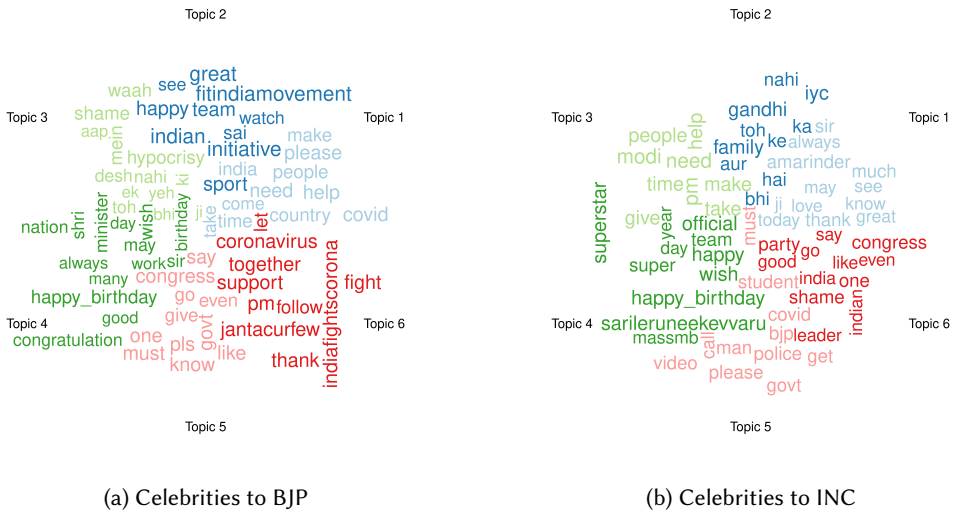 Topic 2
great
waah see
fitindiamovement
shame happy team
watch
Topic 3
Topic 1
aap
mein
indian sai make
initiative please
hypocrisy
desh nahi ki india people
ek yeh sport need help
toh bhi ji come
take time let country covid
nation shri minister day wish birthday
may coronavirus
always work sir say together
many congress support
indiafightscorona fight
happy_birthday go even pm follow
good give govt jantacurfew
Topic 4
Topic 6
congratulation one pls like
must know thank
Topic 5
(a) Celebrities to BJP
Topic 2
nahi
iyc
gandhi
Topic 3
Topic 1
people help toh ka sir
family ke always
modi need aur amarinder
time pm make hai may much
see
give take bhi ji love know
superstar year official must today thank great
day team party go say congress
super happy good like even
wish student india one
happy_birthday shame indian
covid
Topic 4
Topic 6
sarileruneekevvaru bjp leader
massmb call man police get
video please
govt
Topic 5
(b) Celebrities to INC